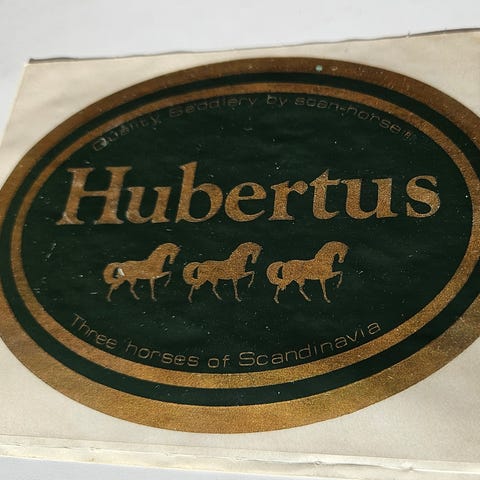 Quality Saddlery by scan-horse®
Hubertus
Three horses of Scandinavia